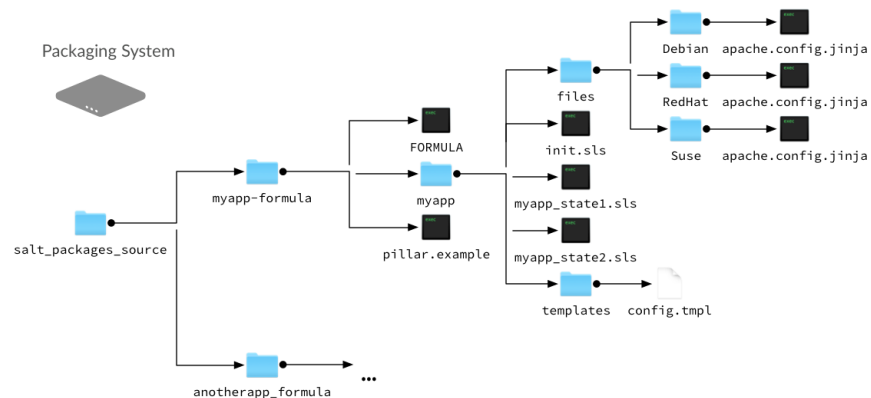 Packaging System
Debian
apache.config.jinja
files
RedHat
apache.config.jinja
FORMULA
init.sls
Suse
apache.config.jinja
myapp-formula
myapp
myapp_state1.sls
salt_packages_source
pillar.example
myapp_state2.sls
templates
config.tmpl
anotherapp_formula
...